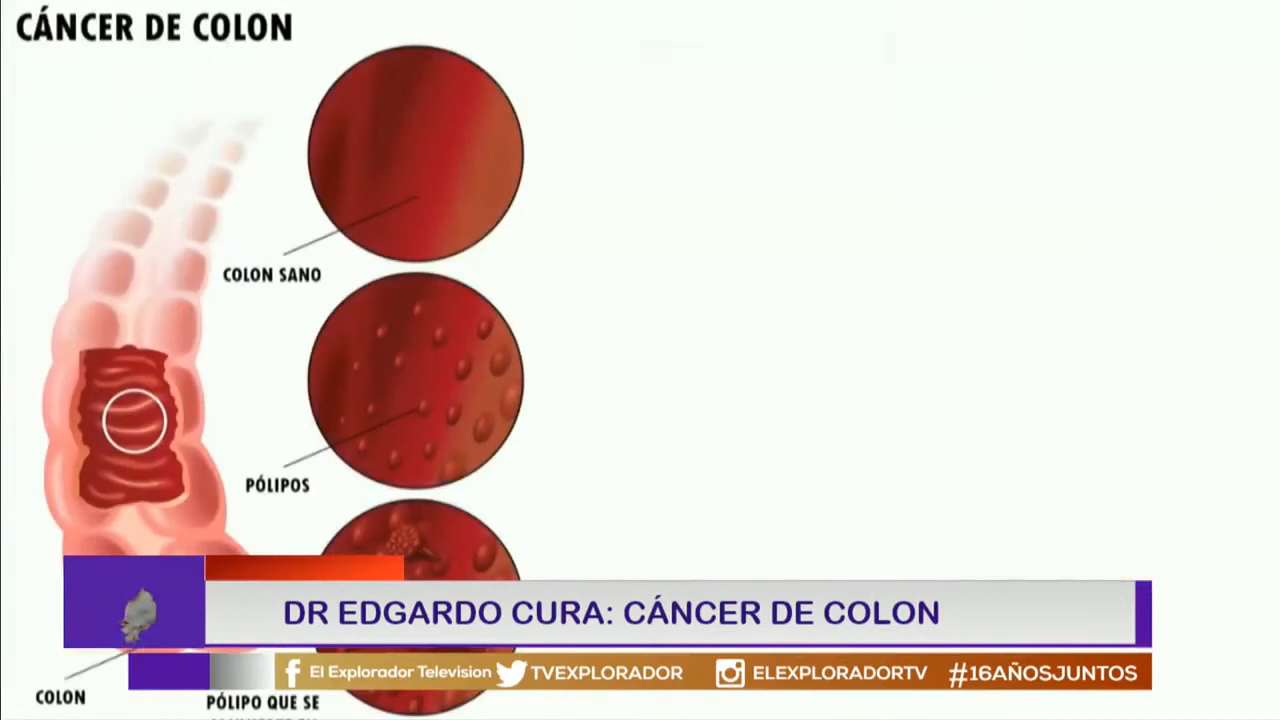 CÁNCER DE COLON
COLON SANO
PÓLIPOS
DR EDGARDO CURA: CÁNCER DE COLON
El Explorador Television TVEXPLORADOR ELEXPLORADORTV #16AÑOSJUNTOS
COLON
PÓLIPO QUE SE